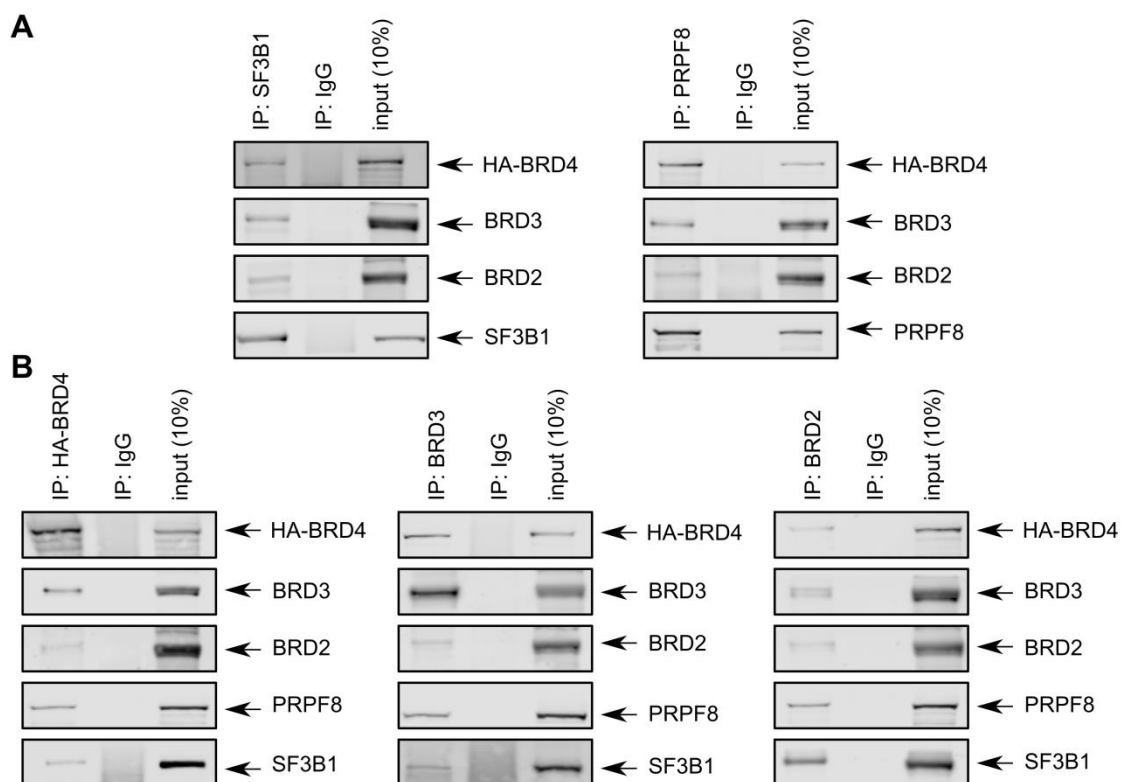 A
IP: SF3B1
IP: IgG
input (10%)
HA-BRD4
BRD3
BRD2
SF3B1
IP: PRPF8
IP: IgG
input (10%)
HA-BRD4
BRD3
BRD2
PRPF8
B
IP: HA-BRD4
IP: IgG
input (10%)
HA-BRD4
BRD3
BRD2
PRPF8
SF3B1
IP: BRD3
IP: IgG
input (10%)
HA-BRD4
BRD3
BRD2
PRPF8
SF3B1
IP: BRD2
IP: IgG
input (10%)
HA-BRD4
BRD3
BRD2
PRPF8
SF3B1